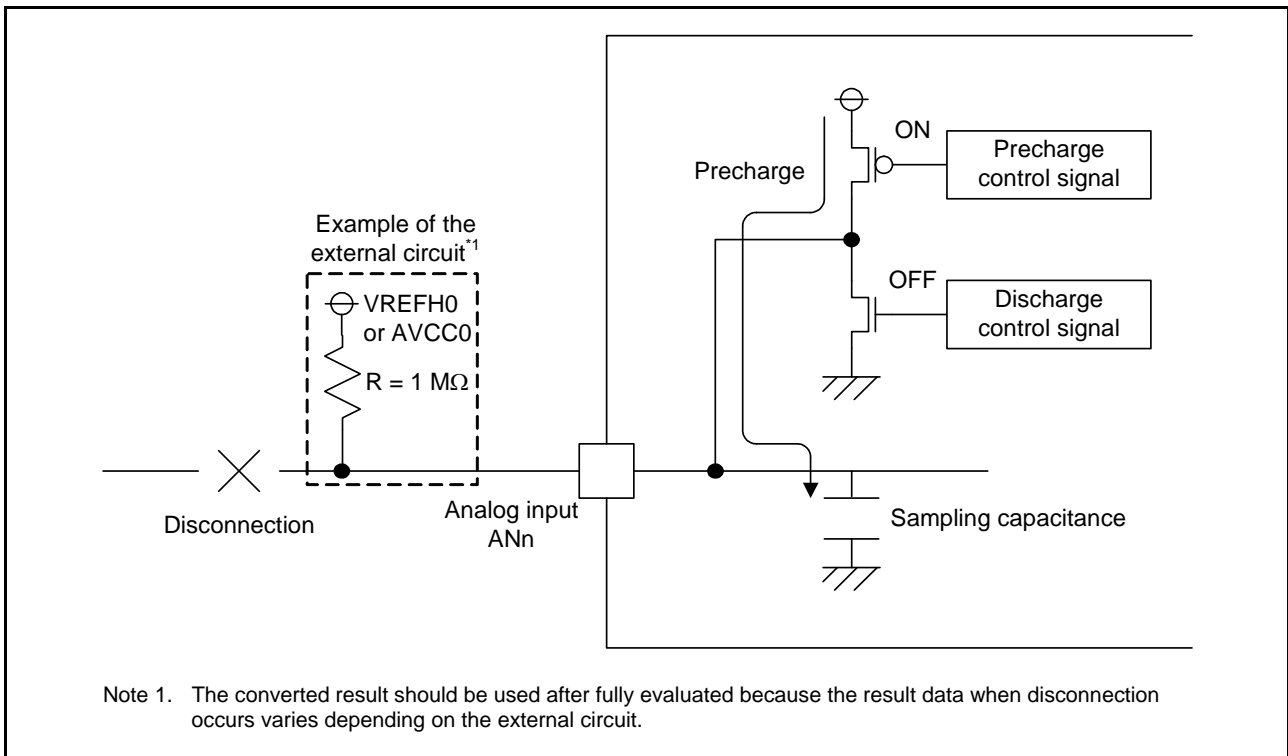 ON
Precharge
control signal
Precharge
Example of the
external circuit*1
VREFH0
or AVCC0
R = 1 MΩ
OFF
Discharge
control signal
Disconnection
Analog input
ANn
Sampling capacitance
Note 1. The converted result should be used after fully evaluated because the result data when disconnection
occurs varies depending on the external circuit.